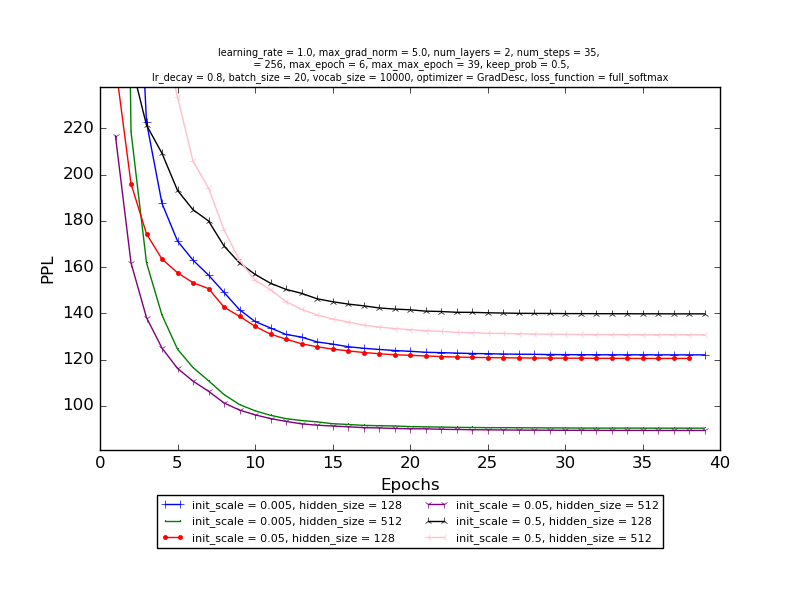 learning_rate = 1.0, max_grad_norm = 5.0, num_layers = 2, num_steps = 35,
= 256, max_epoch = 6, max_max_epoch = 39, keep_prob = 0.5,
lr_decay = 0.8, batch_size = 20, vocab_size = 10000, optimizer = GradDesc, loss_function = full_softmax
220
200
180
160
140
120
100
PPL
0 5 10 15 20 25 30 35 40
Epochs
init_scale = 0.005, hidden_size = 128
init_scale = 0.005, hidden_size = 512
init_scale = 0.05, hidden_size = 128
init_scale = 0.05, hidden_size = 512
init_scale = 0.5, hidden_size = 128
init_scale = 0.5, hidden_size = 512